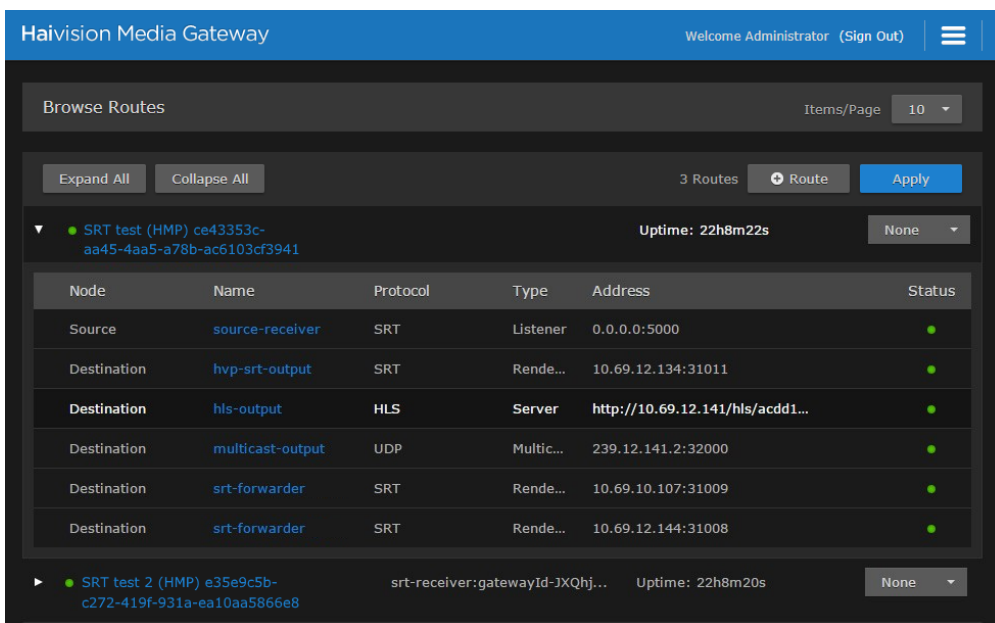 Haivision Media Gateway
Welcome Administrator (Sign Out)
Browse Routes
Items/Page 10
Expand All Collapse All 3 Routes Route Apply
SRT test (HMP) ce43353c-
aa45-4aa5-a78b-ac6103cf3941
Uptime: 22h8m22s None
Node Name Protocol Type Address Status
Source source-receiver SRT Listener 0.0.0.0:5000
Destination hvp-srt-output SRT Rende... 10.69.12.134:31011
Destination hls-output HLS Server http://10.69.12.141/hls/acdd1...
Destination multicast-output UDP Multic... 239.12.141.2:32000
Destination srt-forwarder SRT Rende... 10.69.10.107:31009
Destination srt-forwarder SRT Rende... 10.69.12.144:31008
SRT test 2 (HMP) e35e9c5b-
c272-419f-931a-ea10aa5866e8
srt-receiver:gatewayId-JXQhj... Uptime: 22h8m20s None